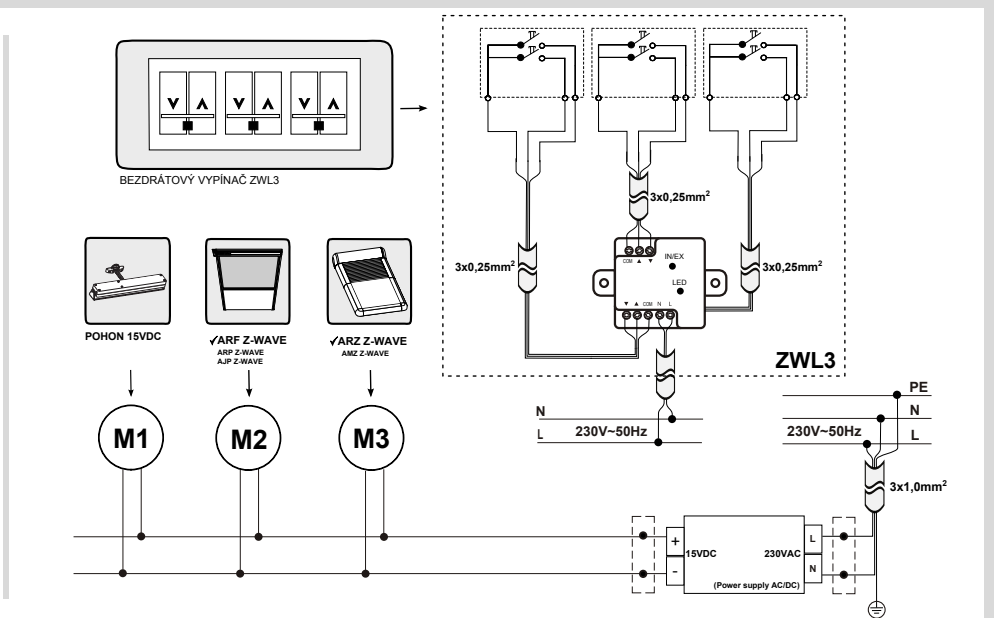 BEZDRÁTOVÝ VYPÍNAČ ZWL3
3x0,25mm²
3x0,25mm²
3x0,25mm²
COM ▲ ▼
IN/EX
LED
▼ ▲ COM N L
ZWL3
POHON 15VDC
✓ARF Z-WAVE
ARP Z-WAVE
AJP Z-WAVE
✓ARZ Z-WAVE
AMZ Z-WAVE
M1
M2
M3
N
L
230V~50Hz
PE
N
230V~50Hz
L
3x1,0mm²
+
-
15VDC
230VAC
L
N
(Power supply AC/DC)